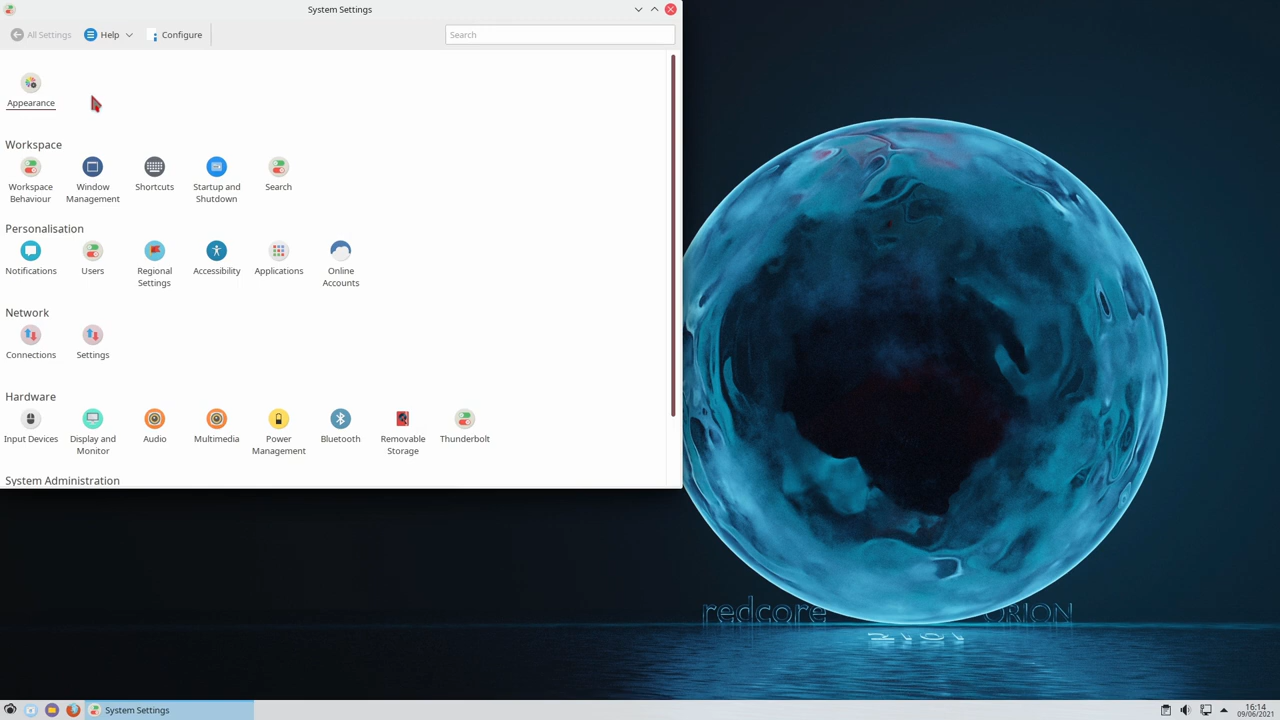 System Settings
All Settings Help Configure Search
Appearance
Workspace
Workspace Behaviour
Window Management
Shortcuts
Startup and Shutdown
Search
Personalisation
Notifications
Users
Regional Settings
Accessibility
Applications
Online Accounts
Network
Connections
Settings
Hardware
Input Devices
Display and Monitor
Audio
Multimedia
Power Management
Bluetooth
Removable Storage
Thunderbolt
System Administration
redcore ORION
2101
System Settings
16:14
09/06/2021